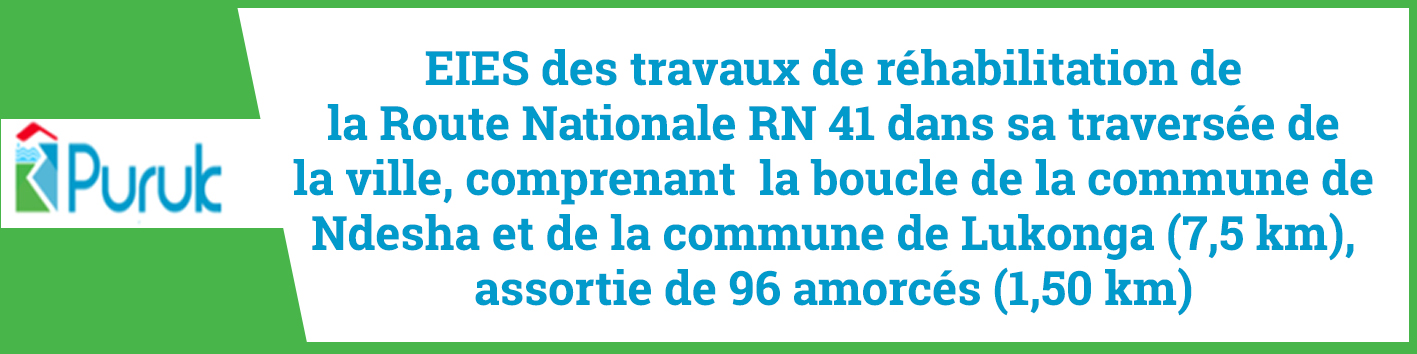 Puruk
EIES des travaux de réhabilitation de
la Route Nationale RN 41 dans sa traversée de
la ville, comprenant  la boucle de la commune de
Ndesha et de la commune de Lukonga (7,5 km),
assortie de 96 amorcés (1,50 km)